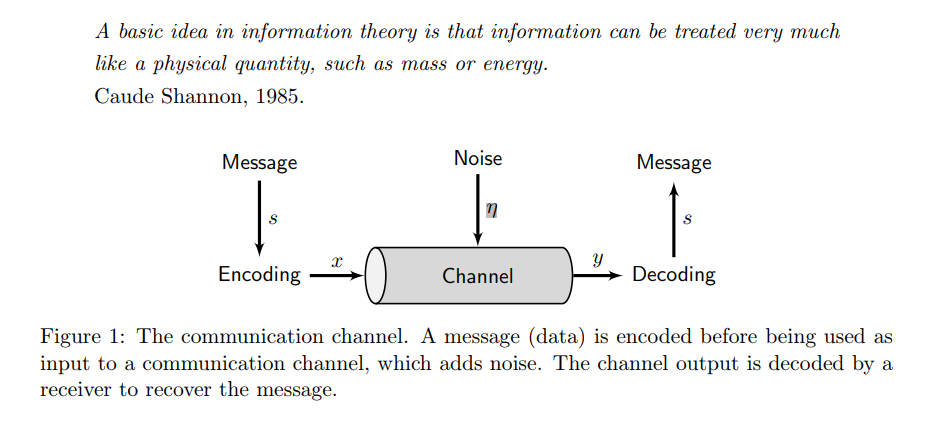 A basic idea in information theory is that information can be treated very much
like a physical quantity, such as mass or energy.
Caude Shannon, 1985.
Message
Noise
Message
s
η
s
Encoding
x
Channel
y
Decoding
Figure 1: The communication channel. A message (data) is encoded before being used as
input to a communication channel, which adds noise. The channel output is decoded by a
receiver to recover the message.